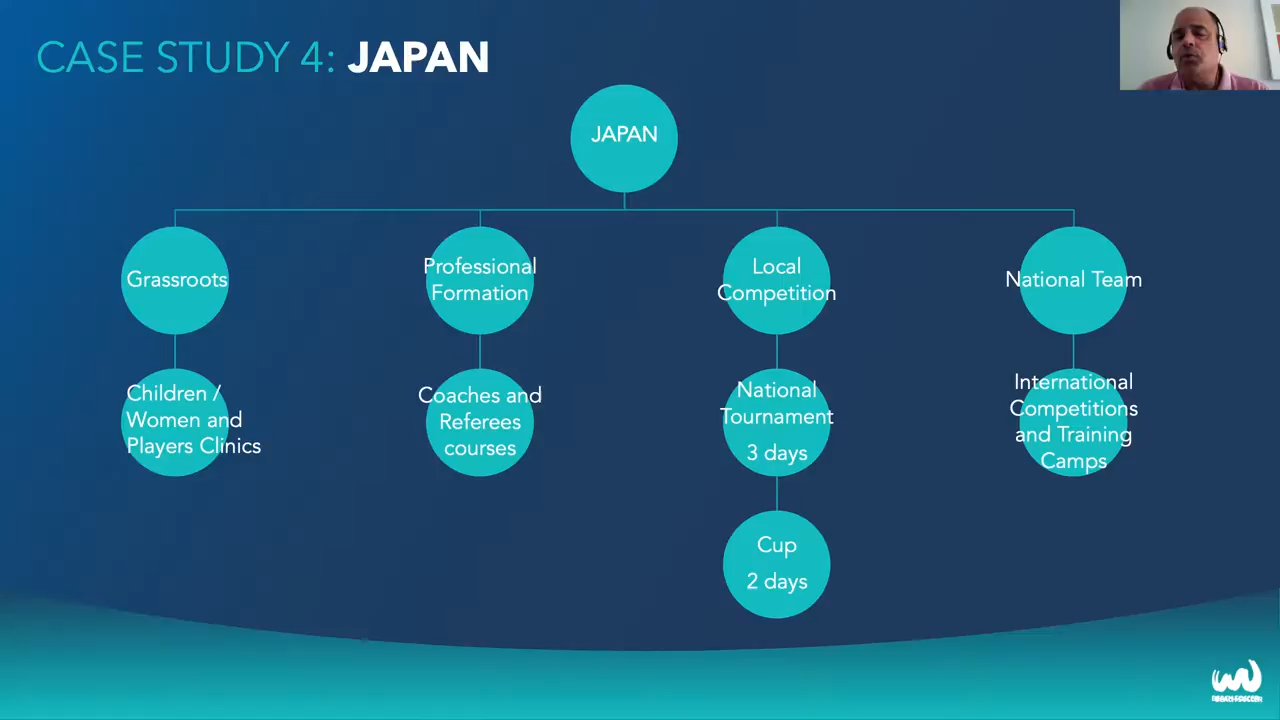 CASE STUDY 4: JAPAN
JAPAN
Grassroots
Professional
Formation
Local
Competition
National Team
Children /
Women and
Players Clinics
Coaches and
Referees
courses
National
Tournament
3 days
International
Competitions
and Training
Camps
Cup
2 days